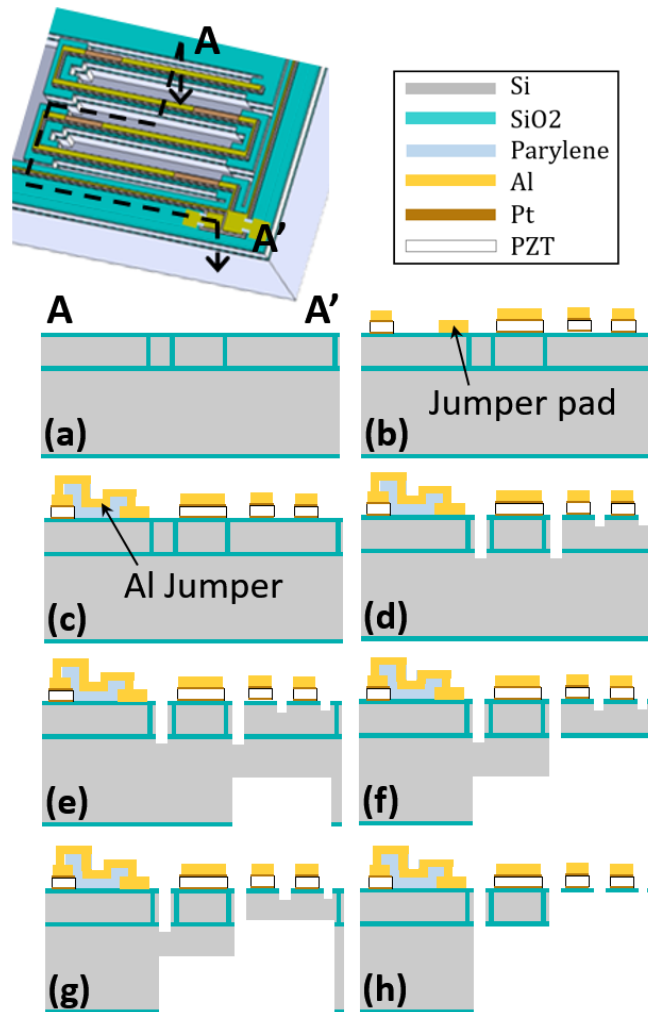 A
A'
Si
SiO2
Parylene
Al
Pt
PZT
A
A’
(a)
Jumper pad
(b)
Al Jumper
(c)
(d)
(e)
(f)
(g)
(h)